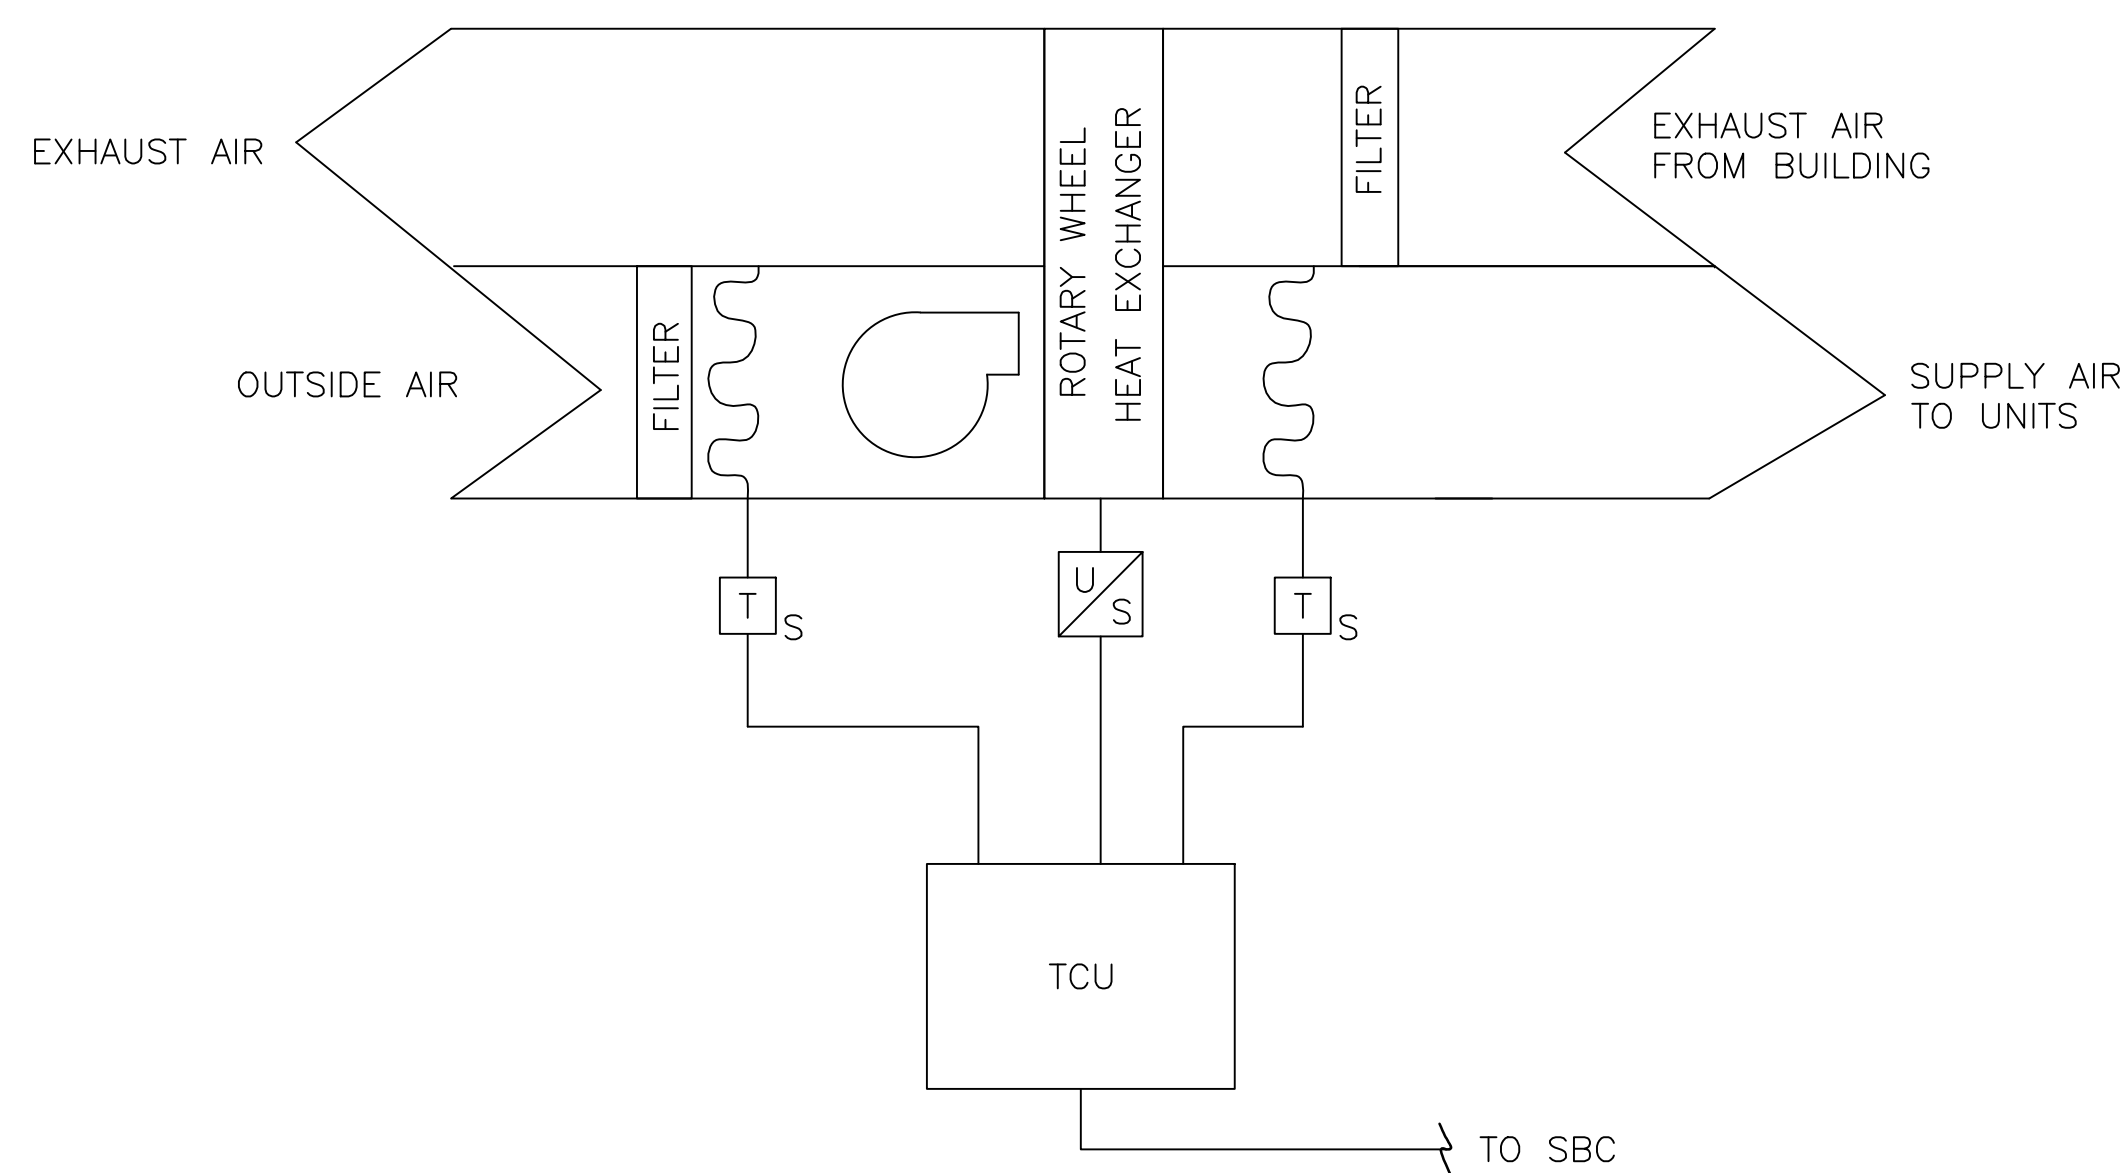 EXHAUST AIR
EXHAUST AIR
FROM BUILDING
FILTER
ROTARY WHEEL
HEAT EXCHANGER
OUTSIDE AIR
FILTER
SUPPLY AIR
TO UNITS
T
S
U
S
T
S
TCU
TO SBC